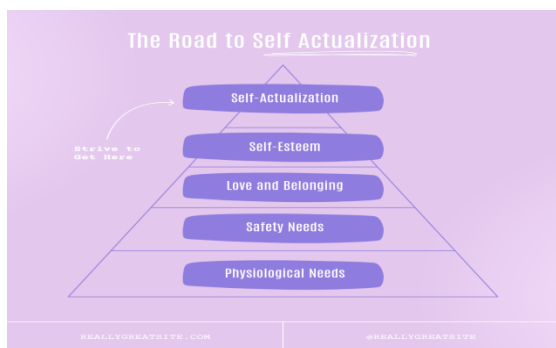 The Road to Self Actualization
Self-Actualization
Strive to
Get Here
Self-Esteem
Love and Belonging
Safety Needs
Physiological Needs
REALLYGREATSITE.COM
@REALLYGREATSITE